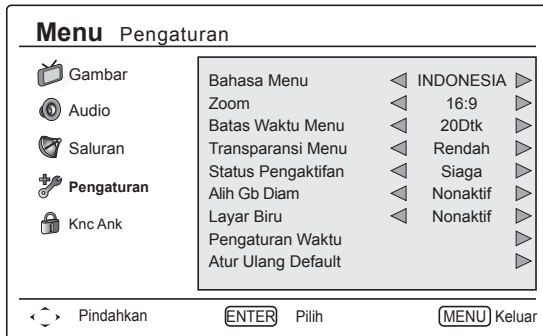 Menu Pengaturan
Gambar
Audio
Saluran
Pengaturan
Knc Ank
Bahasa Menu INDONESIA
Zoom 16:9
Batas Waktu Menu 20Dtk
Transparansi Menu Rendah
Status Pengaktifan Siaga
Alih Gb Diam Nonaktif
Layar Biru Nonaktif
Pengaturan Waktu
Atur Ulang Default
Pindahkan ENTER Pilih MENU Keluar